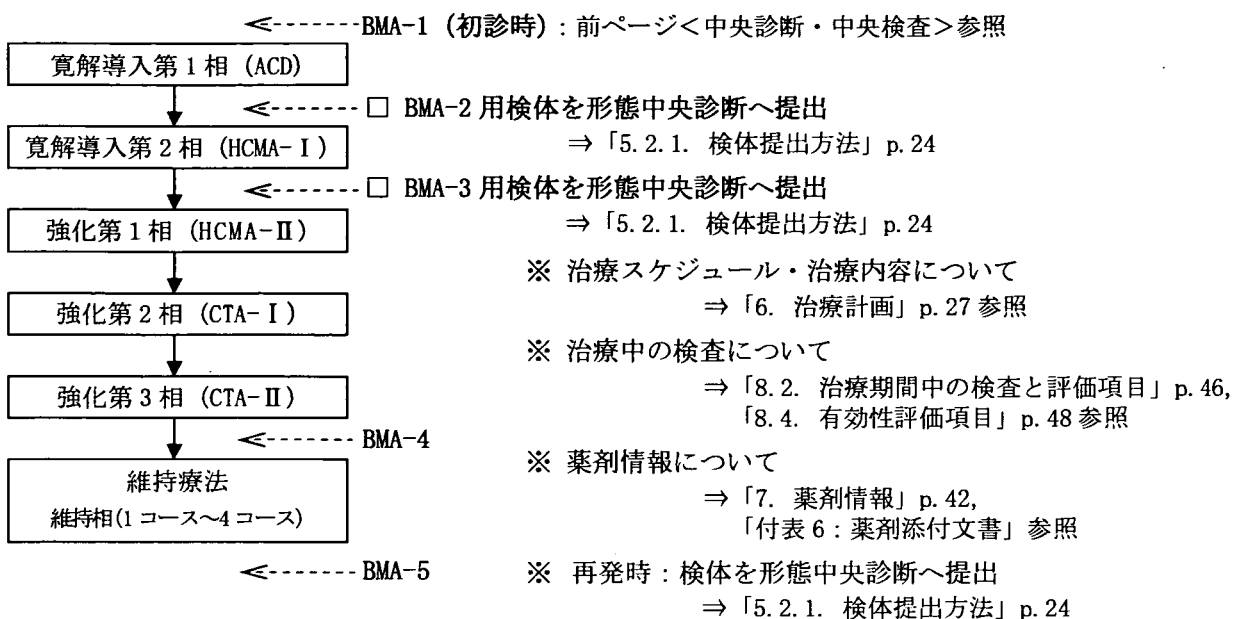 BMA-1 (初診時)：前ページ<中央診断・中央検査>参照
寛解導入第1相 (ACD)
□ BMA-2 用検体を形態中央診断へ提出
⇒「5.2.1. 検体提出方法」p.24
寛解導入第2相 (HCMA-Ⅰ)
□ BMA-3 用検体を形態中央診断へ提出
⇒「5.2.1. 検体提出方法」p.24
強化第1相 (HCMA-Ⅱ)
※ 治療スケジュール・治療内容について
⇒「6. 治療計画」p.27 参照
強化第2相 (CTA-Ⅰ)
※ 治療中の検査について
⇒「8.2. 治療期間中の検査と評価項目」p.46,
「8.4. 有効性評価項目」p.48 参照
強化第3相 (CTA-Ⅱ)
BMA-4
※ 薬剤情報について
⇒「7. 薬剤情報」p.42,
「付表6：薬剤添付文書」参照
維持療法
維持相(1コース～4コース)
BMA-5
※ 再発時：検体を形態中央診断へ提出
⇒「5.2.1. 検体提出方法」p.24